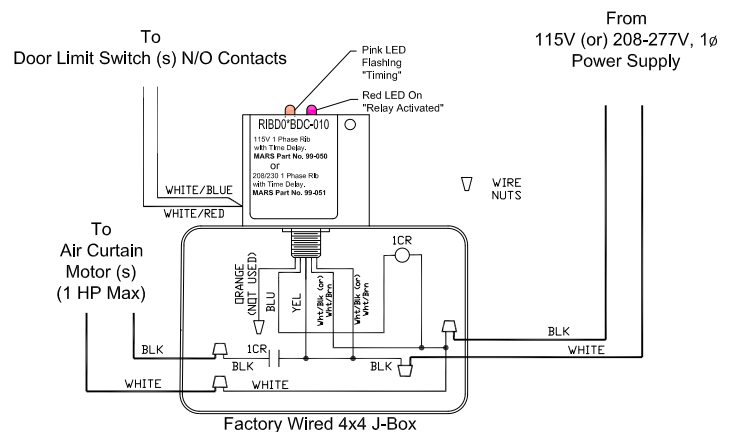 To
Door Limit Switch (s) N/O Contacts
Pink LED
Flashing
"Timing"
Red LED On
"Relay Activated"
From
115V (or) 208-277V, 1ø
Power Supply
RIBD0*BDC-010
115V 1 Phase Rib
with Time Delay.
MARS Part No. 99-050
or
208/230 1 Phase Rib
with Time Delay.
MARS Part No. 99-051
WIRE
NUTS
WHITE/BLUE
WHITE/RED
To
Air Curtain
Motor (s)
(1 HP Max)
ORANGE
(NOT USED)
BLU
YEL
Wht/Blk (or)
Wht/Brn
Wht/Blk (or)
Wht/Brn
1CR
BLK
WHITE
BLK
1CR
BLK
BLK
WHITE
WHITE
Factory Wired 4x4 J-Box